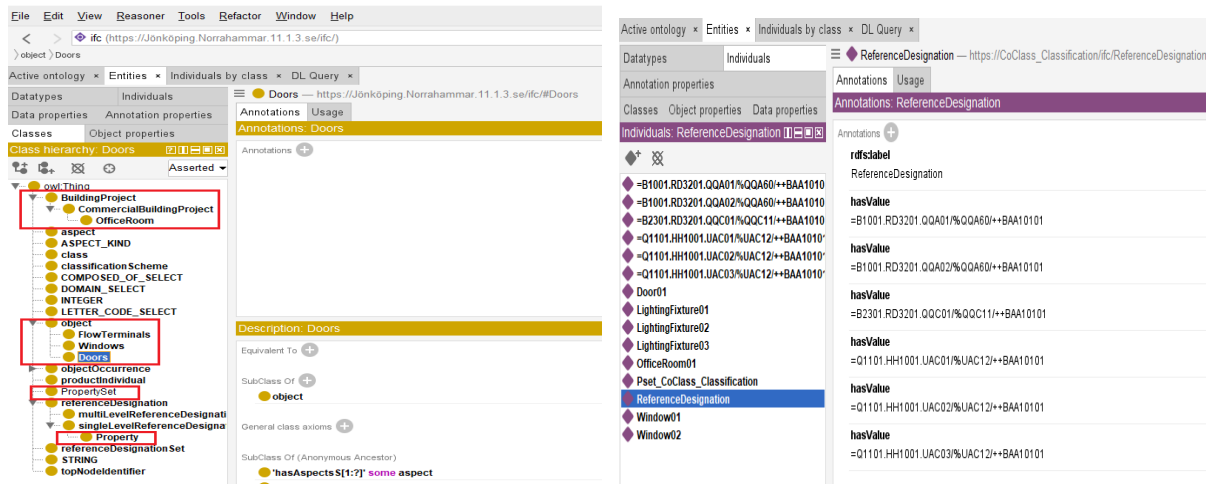 File Edit View Reasoner Tools Refactor Window Help
< > ifc (https://Jönköping.Norrahammar.11.1.3.se/ifc/)
〉object 〉Doors
Active ontology × Entities × Individuals by class × DL Query ×
Datatypes Individuals
Data properties Annotation properties
Classes Object properties
Class hierarchy: Doors
Asserted
owl:Thing
BuildingProject
CommercialBuildingProject
OfficeRoom
aspect
ASPECT_KIND
class
classificationScheme
COMPOSED_OF_SELECT
DOMAIN_SELECT
INTEGER
LETTER_CODE_SELECT
object
FlowTerminals
Windows
Doors
objectOccurrence
productIndividual
PropertySet
referenceDesignation
multiLevelReferenceDesignati
singleLevelReferenceDesigna
Property
referenceDesignationSet
STRING
topNodeIdentifier
Doors — https://Jönköping.Norrahammar.11.1.3.se/ifc/#Doors
Annotations Usage
Annotations: Doors
Annotations
Description: Doors
Equivalent To
SubClass Of
object
General class axioms
SubClass Of (Anonymous Ancestor)
'hasAspects S[1:?]' some aspect
Active ontology × Entities × Individuals by class × DL Query ×
Datatypes Individuals
Annotation properties
Classes Object properties Data properties
Individuals: ReferenceDesignation
=B1001.RD3201.QQA01/%QQA60/++BAA1010
=B1001.RD3201.QQA02/%QQA60/++BAA1010
=B2301.RD3201.QQC01/%QQC11/++BAA1010
=Q1101.HH1001.UAC01/%UAC12/++BAA1010
=Q1101.HH1001.UAC02/%UAC12/++BAA1010
=Q1101.HH1001.UAC03/%UAC12/++BAA1010
Door01
LightingFixture01
LightingFixture02
LightingFixture03
OfficeRoom01
Pset_CoClass_Classification
ReferenceDesignation
Window01
Window02
ReferenceDesignation — https://CoClass_Classification/ifc/ReferenceDesignation
Annotations Usage
Annotations: ReferenceDesignation
Annotations
rdfs:label
ReferenceDesignation
hasValue
=B1001.RD3201.QQA01/%QQA60/++BAA10101
hasValue
=B1001.RD3201.QQA02/%QQA60/++BAA10101
hasValue
=B2301.RD3201.QQC01/%QQC11/++BAA10101
hasValue
=Q1101.HH1001.UAC01/%UAC12/++BAA10101
hasValue
=Q1101.HH1001.UAC02/%UAC12/++BAA10101
hasValue
=Q1101.HH1001.UAC03/%UAC12/++BAA10101